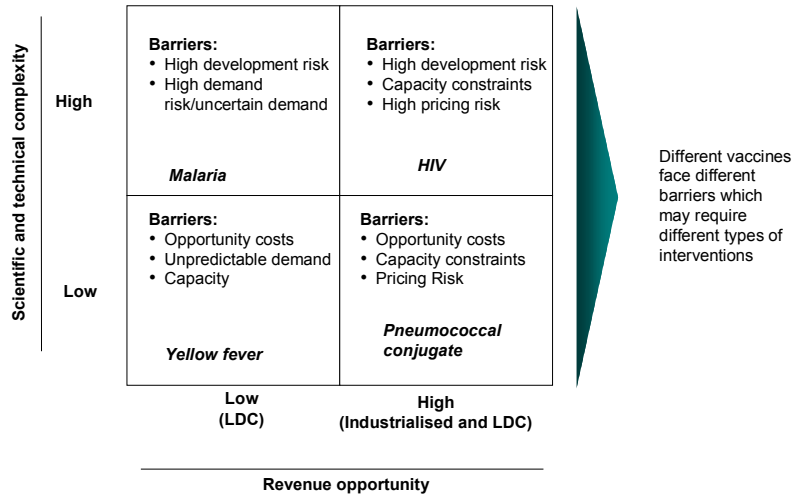 Scientific and technical complexity
High
Barriers:
• High development risk
• High demand
risk/uncertain demand
Malaria
Barriers:
• High development risk
• Capacity constraints
• High pricing risk
HIV
Low
Barriers:
• Opportunity costs
• Unpredictable demand
• Capacity
Yellow fever
Barriers:
• Opportunity costs
• Capacity constraints
• Pricing Risk
Pneumococcal
conjugate
Different vaccines
face different
barriers which
may require
different types of
interventions
Low
(LDC)
High
(Industrialised and LDC)
Revenue opportunity